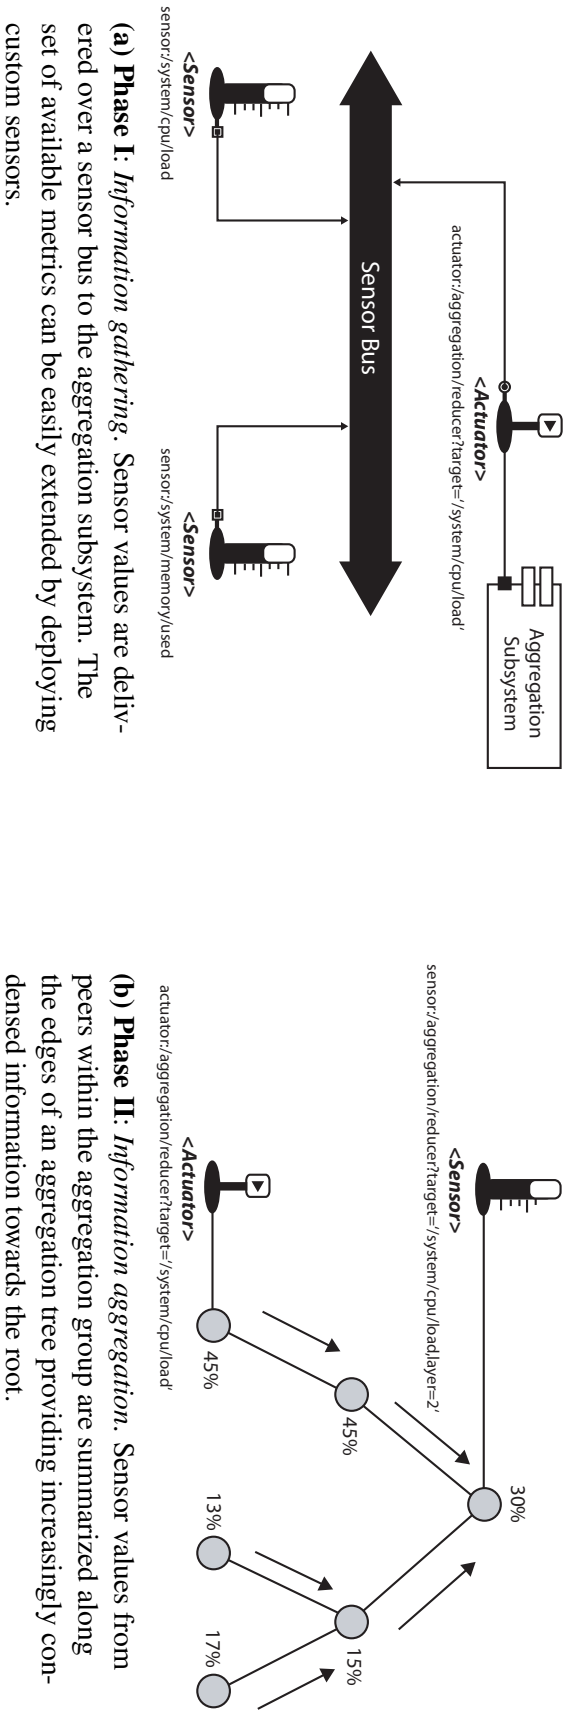 Aggregation
Subsystem
<Actuator>
actuator:/aggregation/reducer?target='/system/cpu/load'
Sensor Bus
<Sensor>
sensor:/system/cpu/load
<Sensor>
sensor:/system/memory/used
(a) Phase I: Information gathering. Sensor values are deliv-
ered over a sensor bus to the aggregation subsystem. The
set of available metrics can be easily extended by deploying
custom sensors.
<Sensor>
sensor:/aggregation/reducer?target='/system/cpu/load,layer=2'
30%
45%
15%
45%
13%
17%
<Actuator>
actuator:/aggregation/reducer?target='/system/cpu/load'
(b) Phase II: Information aggregation. Sensor values from
peers within the aggregation group are summarized along
the edges of an aggregation tree providing increasingly con-
densed information towards the root.